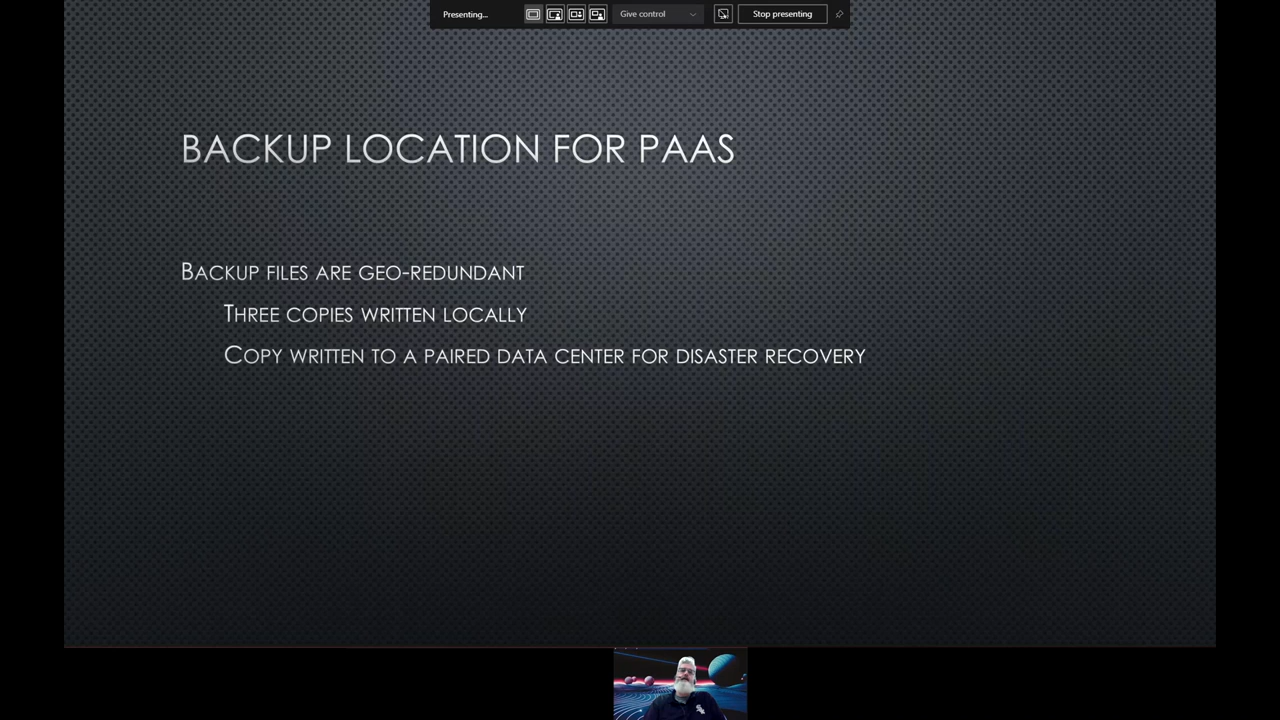 Presenting...
Give control
Stop presenting
BACKUP LOCATION FOR PAAS
BACKUP FILES ARE GEO-REDUNDANT
THREE COPIES WRITTEN LOCALLY
COPY WRITTEN TO A PAIRED DATA CENTER FOR DISASTER RECOVERY